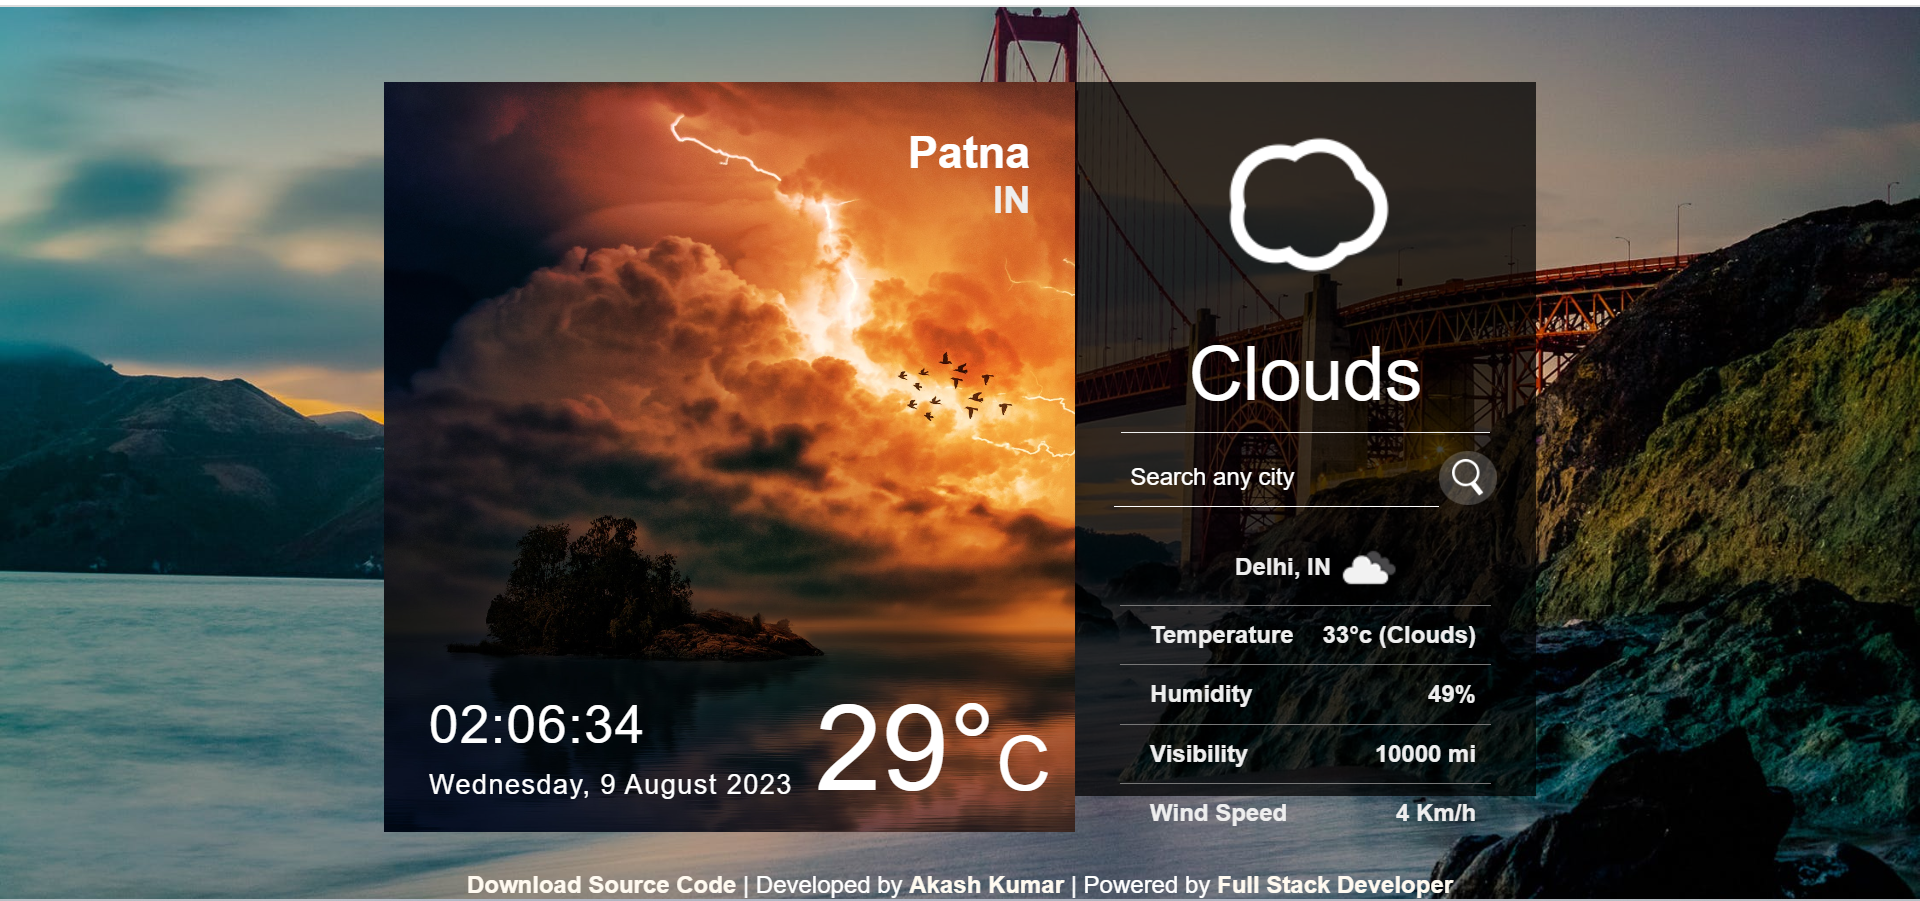 Patna
IN
02:06:34
Wednesday, 9 August 2023
29°C
Clouds
Search any city
Delhi, IN
Temperature 33°c (Clouds)
Humidity 49%
Visibility 10000 mi
Wind Speed 4 Km/h
Download Source Code | Developed by Akash Kumar | Powered by Full Stack Developer